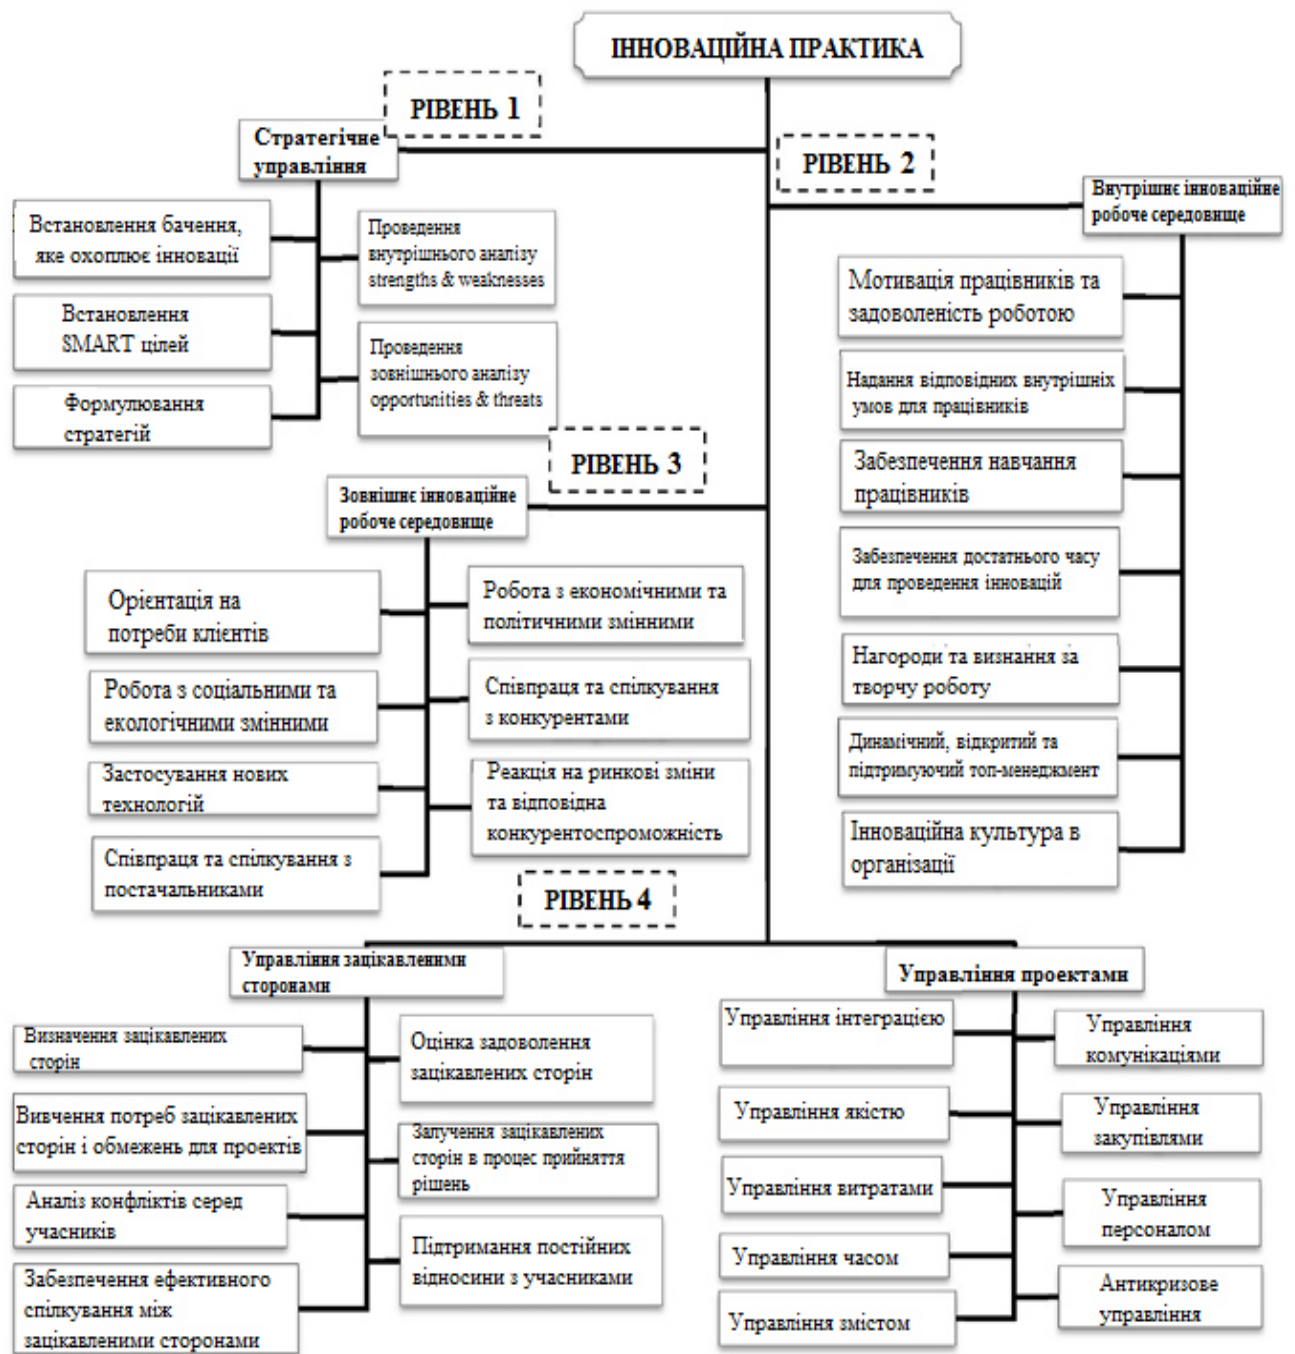 ІННОВАЦІЙНА ПРАКТИКА
РІВЕНЬ 1
Стратегічне
управління
Встановлення бачення,
яке охоплює інновації
Встановлення
SMART цілей
Формулювання
стратегій
Проведення
внутрішнього аналізу
strengths & weaknesses
Проведення
зовнішнього аналізу
opportunities & threats
РІВЕНЬ 2
Внутрішнє інноваційне
робоче середовище
Мотивація працівників та
задоволеність роботою
Надання відповідних внутрішніх
умов для працівників
Забезпечення навчання
працівників
Забезпечення достатнього часу
для проведення інновацій
Нагороди та визнання за
творчу роботу
Динамічний, відкритий та
підтримуючий топ-менеджмент
Інноваційна культура в
організації
РІВЕНЬ 3
Зовнішнє інноваційне
робоче середовище
Орієнтація на
потреби клієнтів
Робота з соціальними та
екологічними змінними
Застосування нових
технологій
Співпраця та спілкування з
постачальниками
Робота з економічними та
політичними змінними
Співпраця та спілкування
з конкурентами
Реакція на ринкові зміни
та відповідна
конкурентоспроможність
РІВЕНЬ 4
Управління зацікавленими
сторонами
Визначення зацікавлених
сторін
Вивчення потреб зацікавлених
сторін і обмежень для проектів
Аналіз конфліктів серед
учасників
Забезпечення ефективного
спілкування між
зацікавленими сторонами
Оцінка задоволення
зацікавлених сторін
Залучення зацікавлених
сторін в процес прийняття
рішень
Підтримання постійних
відносини з учасниками
Управління проектами
Управління інтеграцією
Управління якістю
Управління витратами
Управління часом
Управління змістом
Управління
комунікаціями
Управління
закупівлями
Управління
персоналом
Антикризове
управління